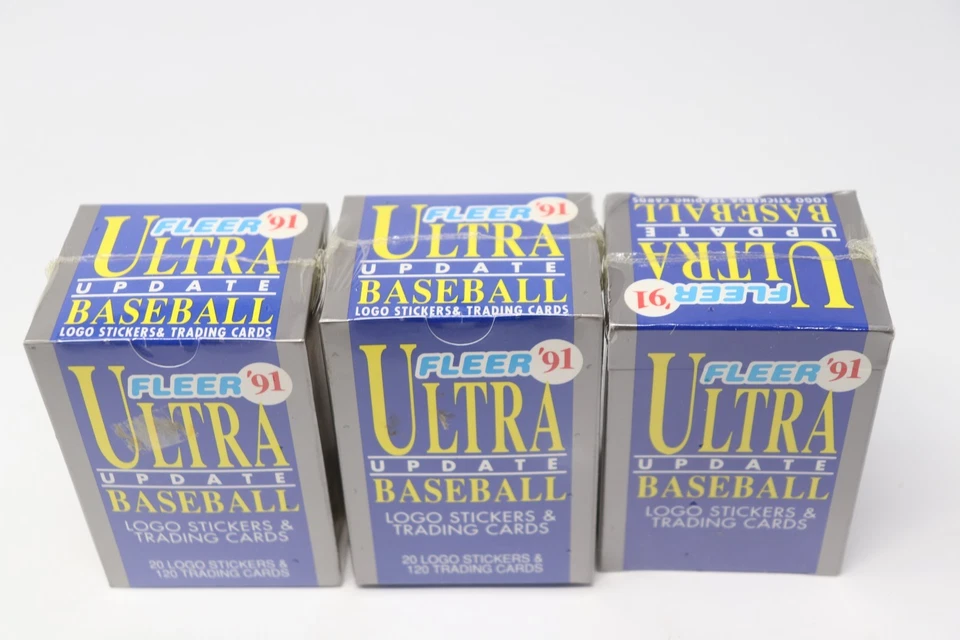 FLEER '91
ULTRA
UPDATE
BASEBALL
LOGO STICKERS & TRADING CARDS
FLEER '91
ULTRA
UPDATE
BASEBALL
LOGO STICKERS &
TRADING CARDS
20 LOGO STICKERS &
120 TRADING CARDS
FLEER '91
ULTRA
UPDATE
BASEBALL
LOGO STICKERS & TRADING CARDS
FLEER '91
ULTRA
UPDATE
BASEBALL
LOGO STICKERS &
TRADING CARDS
20 LOGO STICKERS &
120 TRADING CARDS
FLEER '91
ULTRA
UPDATE
BASEBALL
LOGO STICKERS & TRADING CARDS
FLEER '91
ULTRA
UPDATE
BASEBALL
LOGO STICKERS &
TRADING CARDS